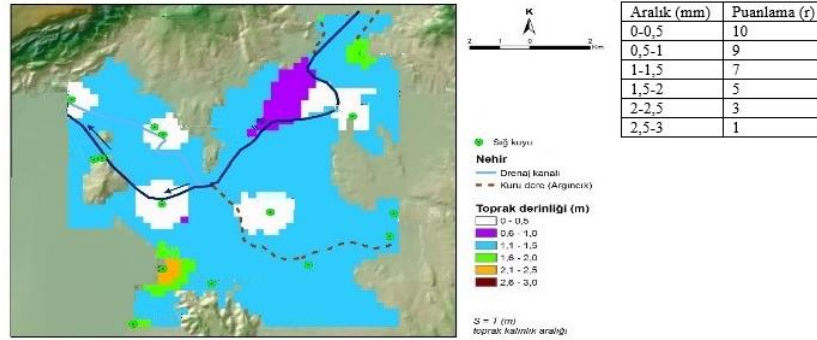 K
2 1 0 2
Km
Sığ kuyu
Nehir
Drenaj kanalı
Kuru dere (Argıncık)
Toprak derinliği (m)
0 - 0,5
0,6 - 1,0
1,1 - 1,5
1,6 - 2,0
2,1 - 2,5
2,6 - 3,0
S = T (m)
toprak kalınlık aralığı
Aralık (mm) Puanlama (r)
0-0,5 10
0,5-1 9
1-1,5 7
1,5-2 5
2-2,5 3
2,5-3 1